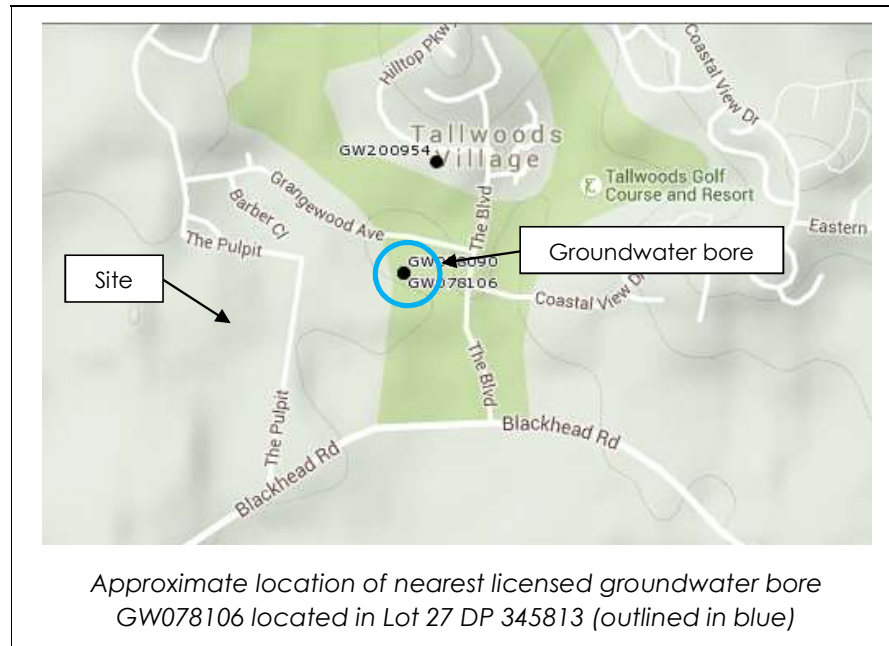 Hilltop Pkwy
Coastal View Dr
Tallwoods
Village
GW200954
Tallwoods Golf
Course and Resort
Grangewood Ave
The Blvd
Barber Cl
Eastern
The Pulpit
Groundwater bore
GW078106
Site
Coastal View Dr
The Blvd
The Pulpit
Blackhead Rd
Blackhead Rd
Approximate location of nearest licensed groundwater bore
GW078106 located in Lot 27 DP 345813 (outlined in blue)